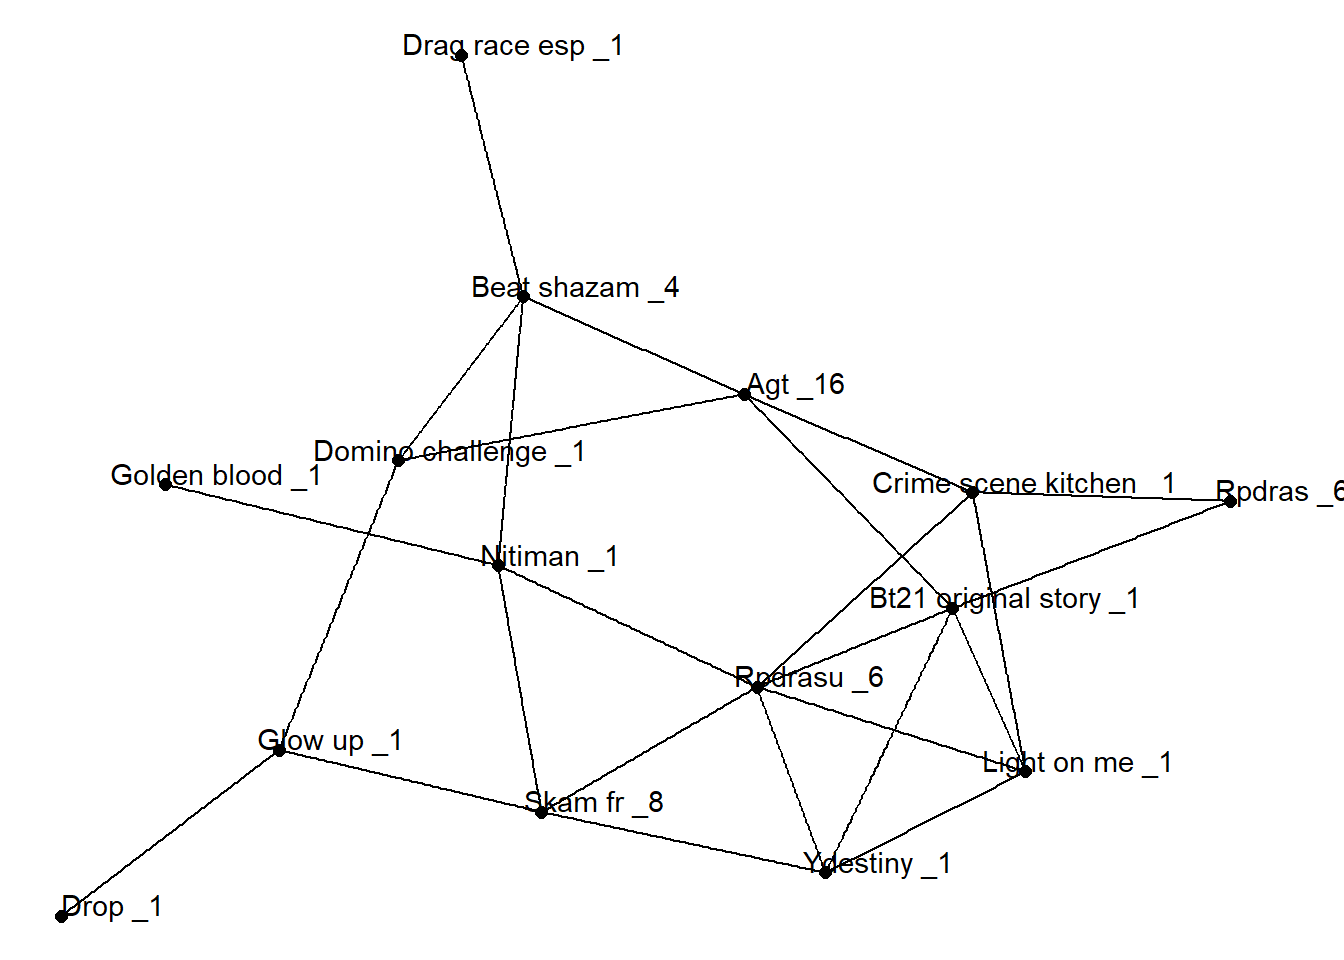 Drag race esp _1
Beat shazam _4
Agt _16
Domino challenge _1
Golden blood _1
Crime scene kitchen _1
Rpdras _6
Nitiman _1
Bt21 original story _1
Rpdrasu _6
Glow up _1
Light on me _1
Skam fr _8
Ydestiny _1
Drop _1